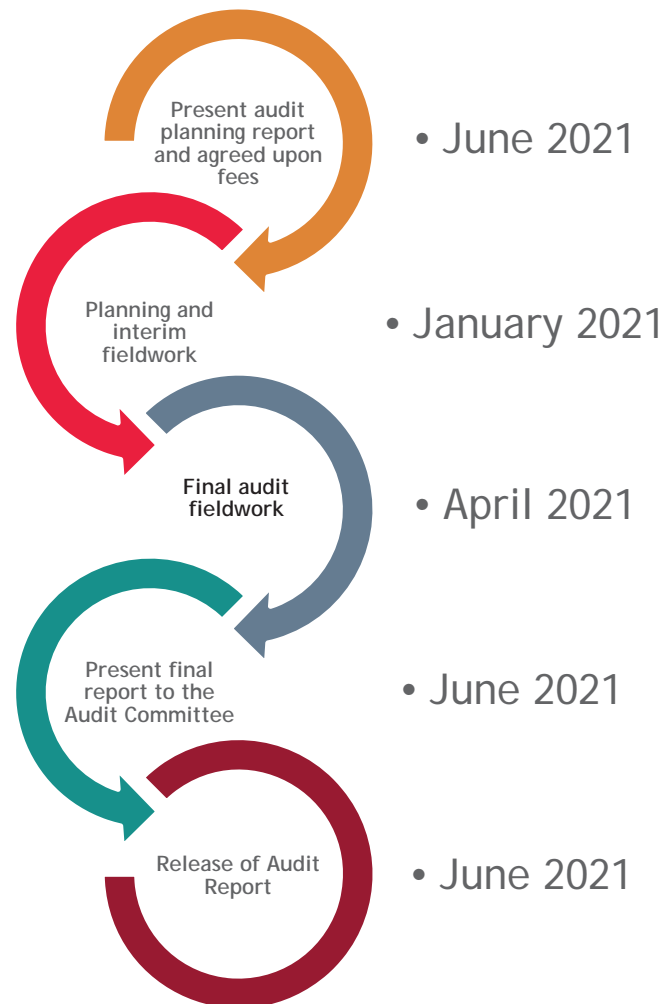 Present audit
planning report
and agreed upon
fees
• June 2021
Planning and
interim
fieldwork
• January 2021
Final audit
fieldwork
• April 2021
Present final
report to the
Audit Committee
• June 2021
Release of Audit
Report
• June 2021